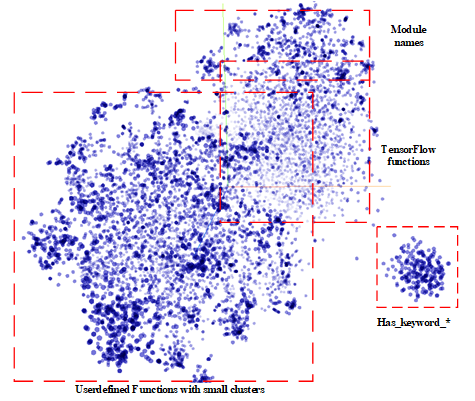 Module
names
TensorFlow
functions
Has_keyword_*
Userdefined Functions with small clusters